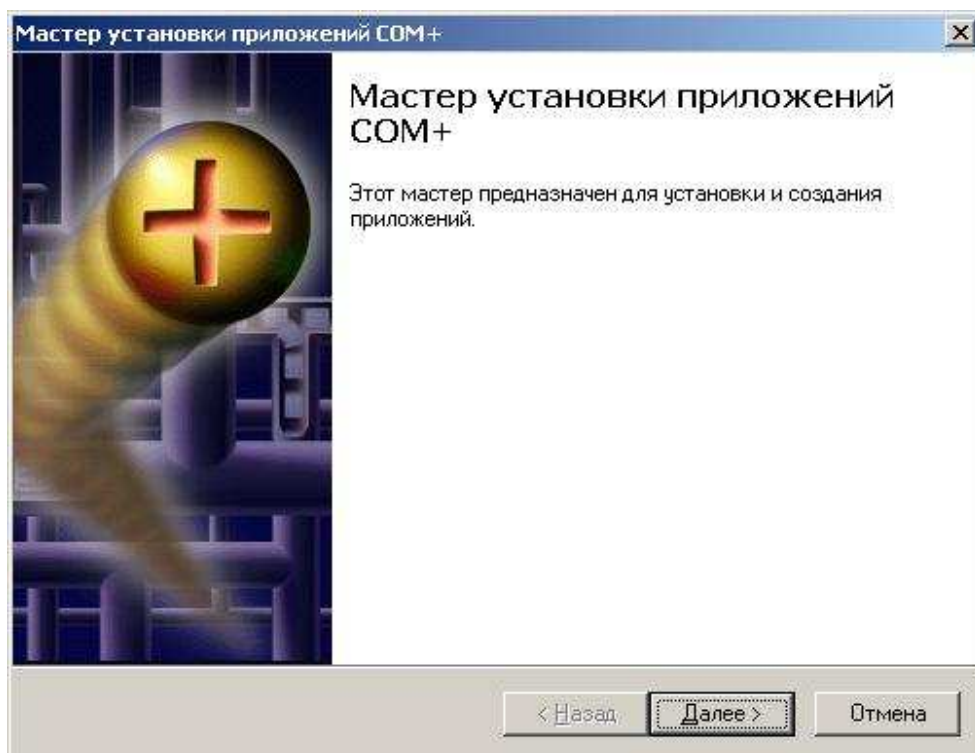 Мастер установки приложений COM+
Мастер установки приложений
COM+
Этот мастер предназначен для установки и создания
приложений.
< Назад
Далее >
Отмена